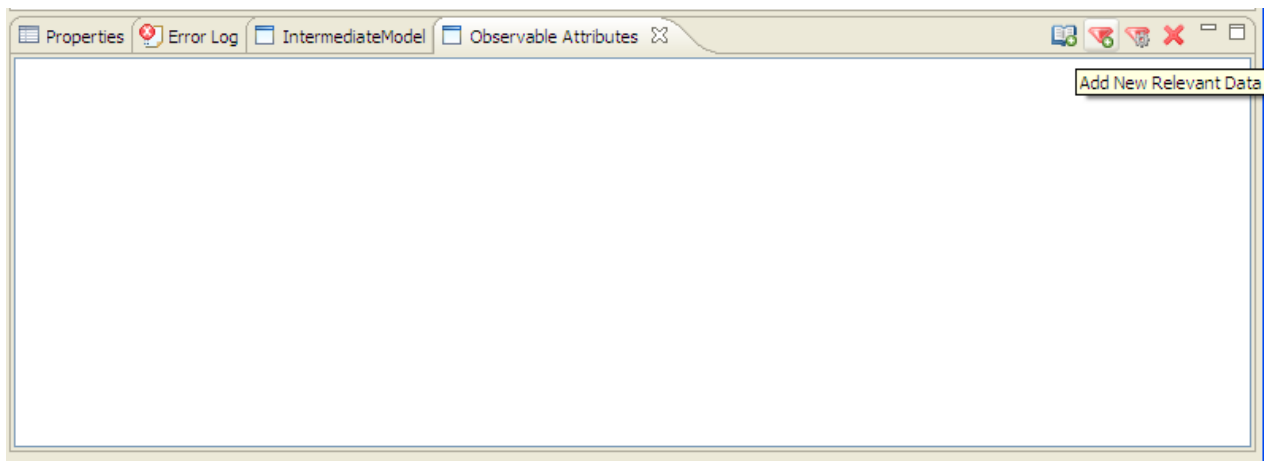 Properties Error Log IntermediateModel Observable Attributes
Add New Relevant Data